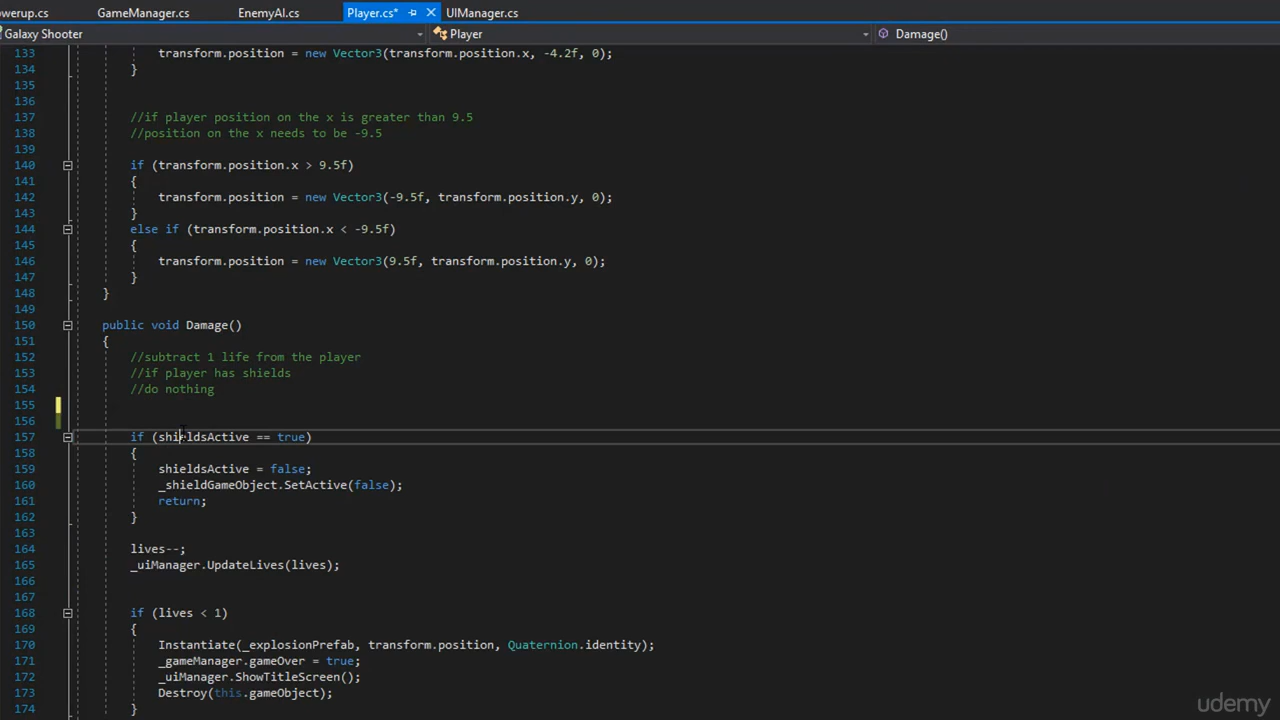 owerup.cs GameManager.cs EnemyAI.cs Player.cs* UIManager.cs
Galaxy Shooter Player Damage()
133 transform.position = new Vector3(transform.position.x, -4.2f, 0);
134 }
135
136
137 //if player position on the x is greater than 9.5
138 //position on the x needs to be -9.5
139
140 if (transform.position.x > 9.5f)
141 {
142 transform.position = new Vector3(-9.5f, transform.position.y, 0);
143 }
144 else if (transform.position.x < -9.5f)
145 {
146 transform.position = new Vector3(9.5f, transform.position.y, 0);
147 }
148 }
149
150 public void Damage()
151 {
152 //subtract 1 life from the player
153 //if player has shields
154 //do nothing
155
156
157 if (shieldsActive == true)
158 {
159 shieldsActive = false;
160 _shieldGameObject.SetActive(false);
161 return;
162 }
163
164 lives--;
165 _uiManager.UpdateLives(lives);
166
167
168 if (lives < 1)
169 {
170 Instantiate(_explosionPrefab, transform.position, Quaternion.identity);
171 _gameManager.gameOver = true;
172 _uiManager.ShowTitleScreen();
173 Destroy(this.gameObject);
174 }
udemy